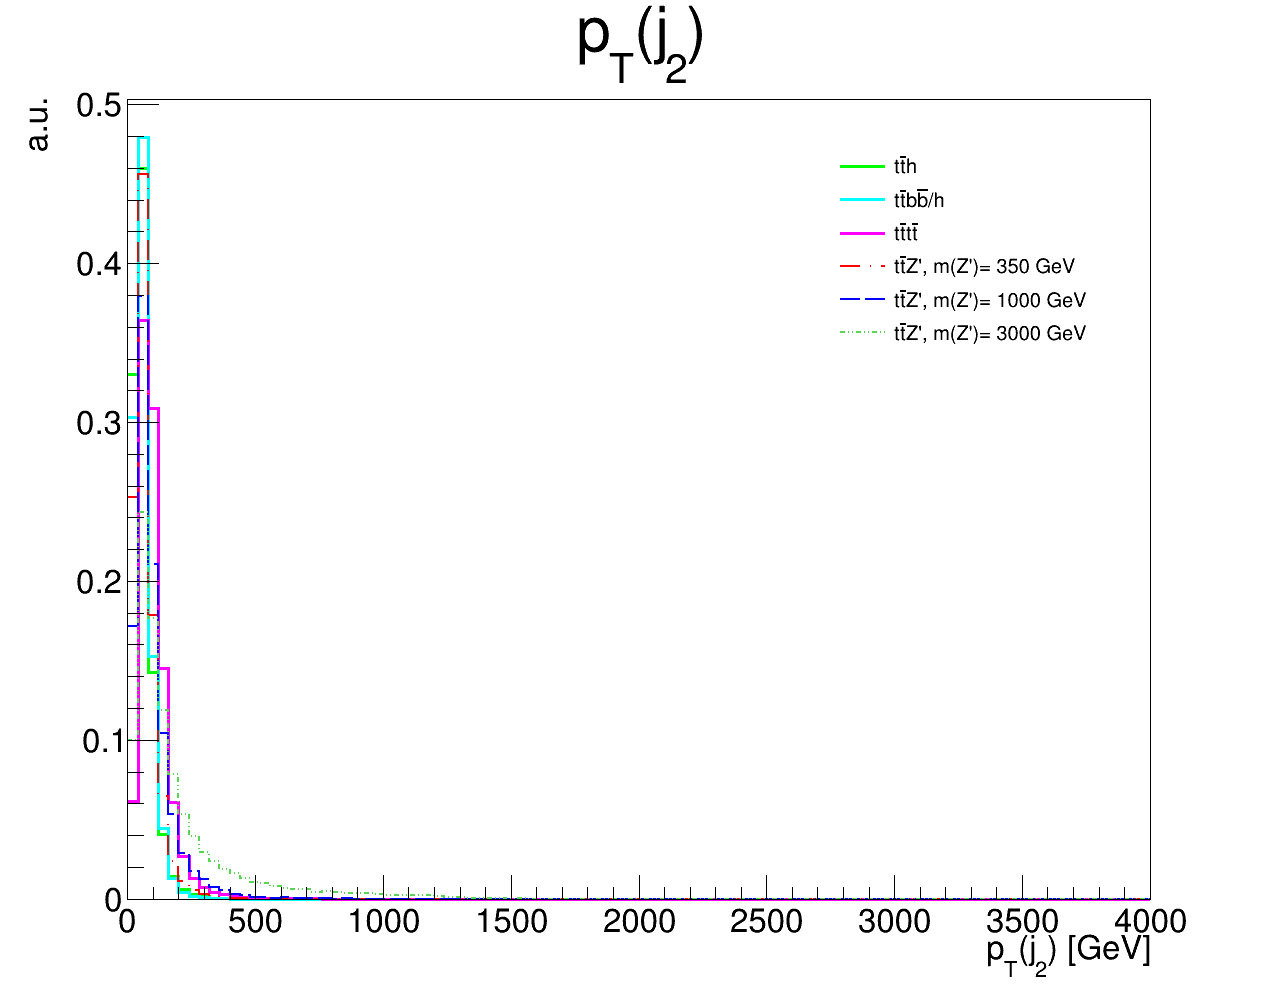 p_T(j_2)
a.u.
0.5
0.4
0.3
0.2
0.1
0
tt̄h
tt̄bb̄/h
tt̄tt̄
tt̄Z', m(Z')= 350 GeV
tt̄Z', m(Z')= 1000 GeV
tt̄Z', m(Z')= 3000 GeV
0 500 1000 1500 2000 2500 3000 3500 4000
p_T(j_2) [GeV]